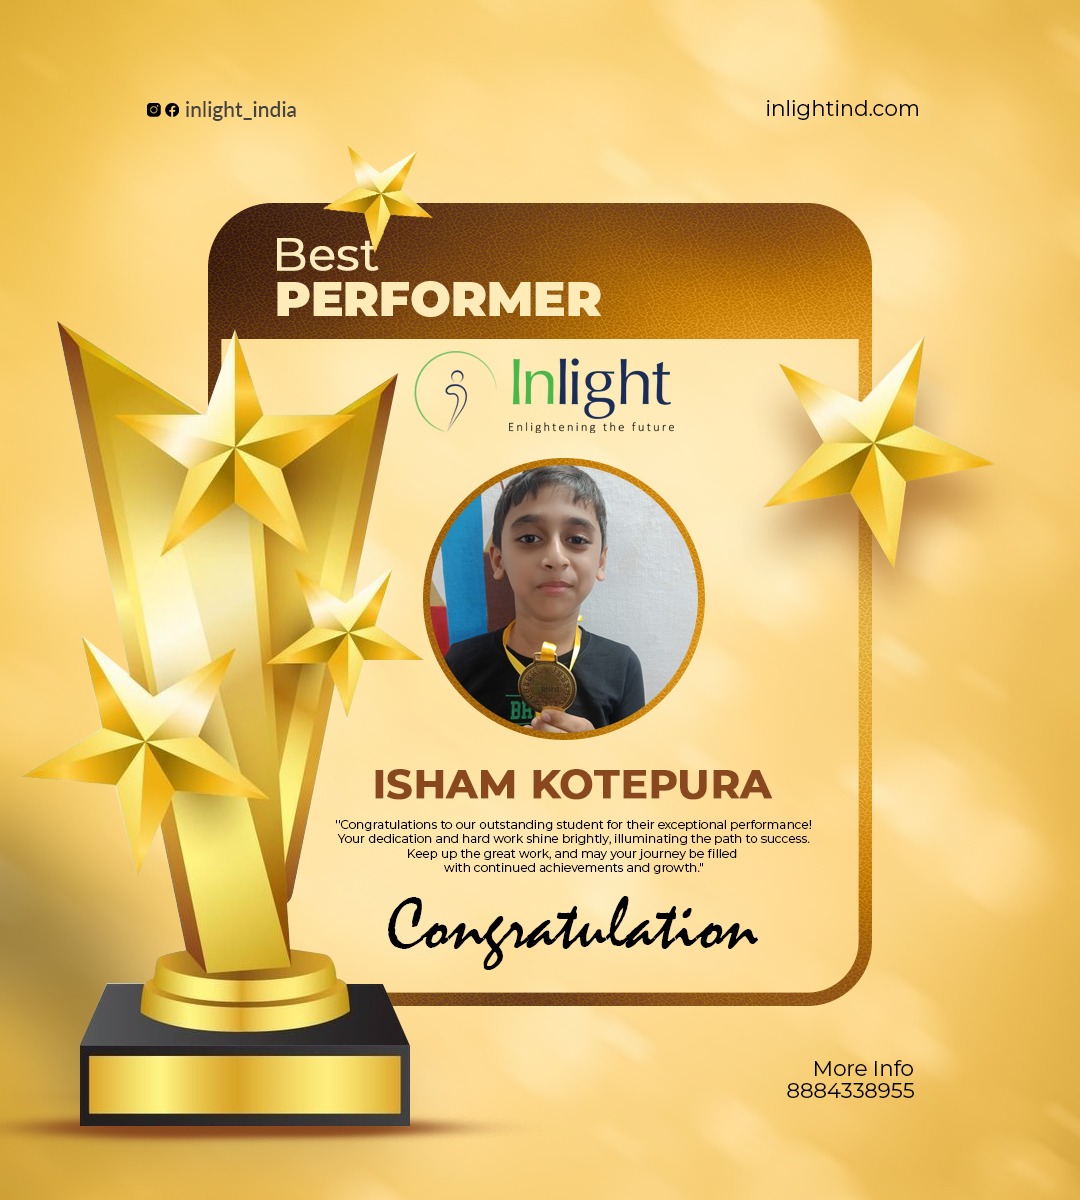 inlight_india
inlightind.com
Best
PERFORMER
Inlight
Enlightening the future
ISHAM KOTEPURA
"Congratulations to our outstanding student for their exceptional performance!
Your dedication and hard work shine brightly, illuminating the path to success.
Keep up the great work, and may your journey be filled
with continued achievements and growth."
Congratulation
More Info
8884338955